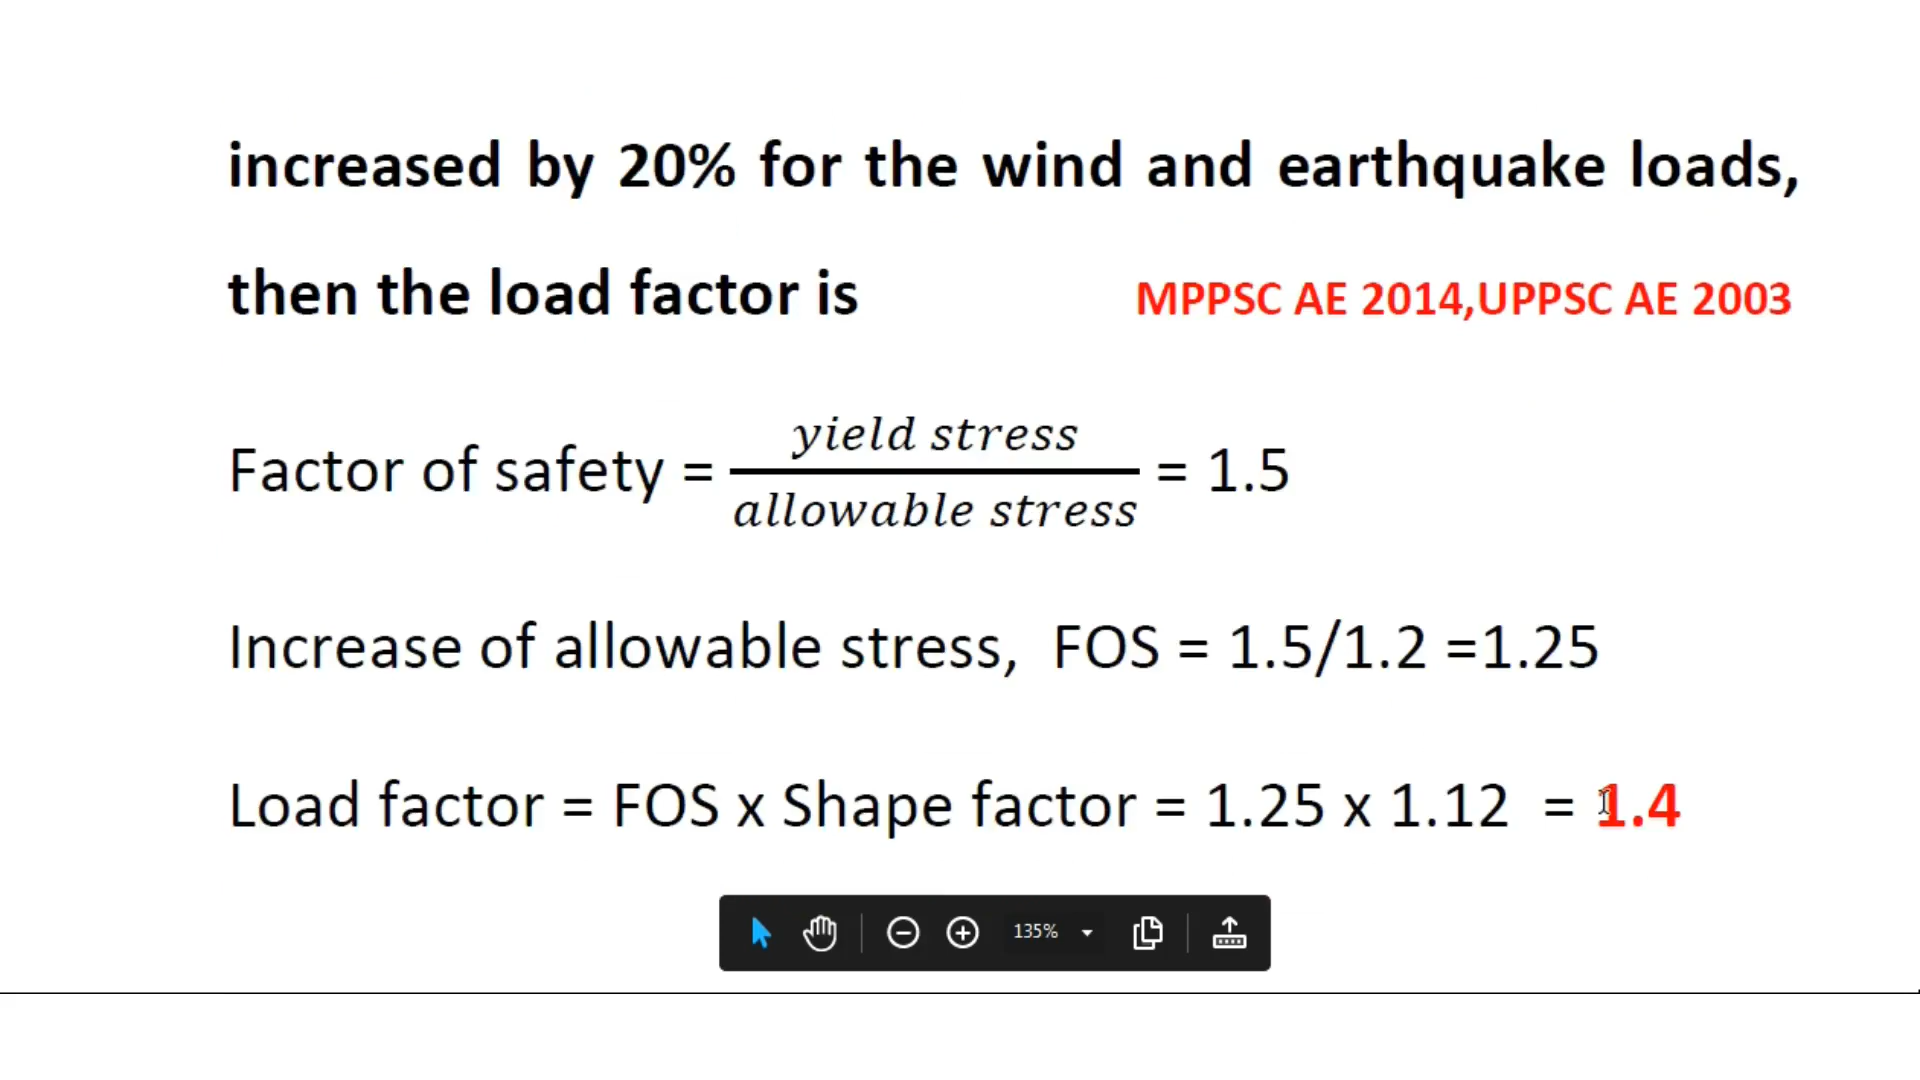 increased by 20% for the wind and earthquake loads,
then the load factor is MPPSC AE 2014,UPPSC AE 2003
Factor of safety = yield stress / allowable stress = 1.5
Increase of allowable stress, FOS = 1.5/1.2 =1.25
Load factor = FOS x Shape factor = 1.25 x 1.12 = 1.4
135%